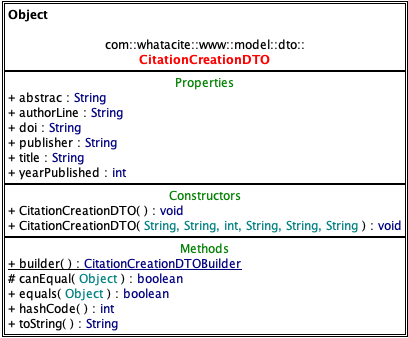 Object
com::whatacite::www::model::dto::
CitationCreationDTO
Properties
+ abstrac : String
+ authorLine : String
+ doi : String
+ publisher : String
+ title : String
+ yearPublished : int
Constructors
+ CitationCreationDTO( ) : void
+ CitationCreationDTO( String, String, int, String, String, String ) : void
Methods
+ builder( ) : CitationCreationDTOBuilder
# canEqual( Object ) : boolean
+ equals( Object ) : boolean
+ hashCode( ) : int
+ toString( ) : String